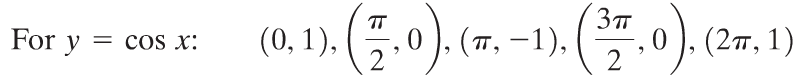 For y = cos x: (0, 1), (π/2, 0), (π, −1), (3π/2, 0), (2π, 1)